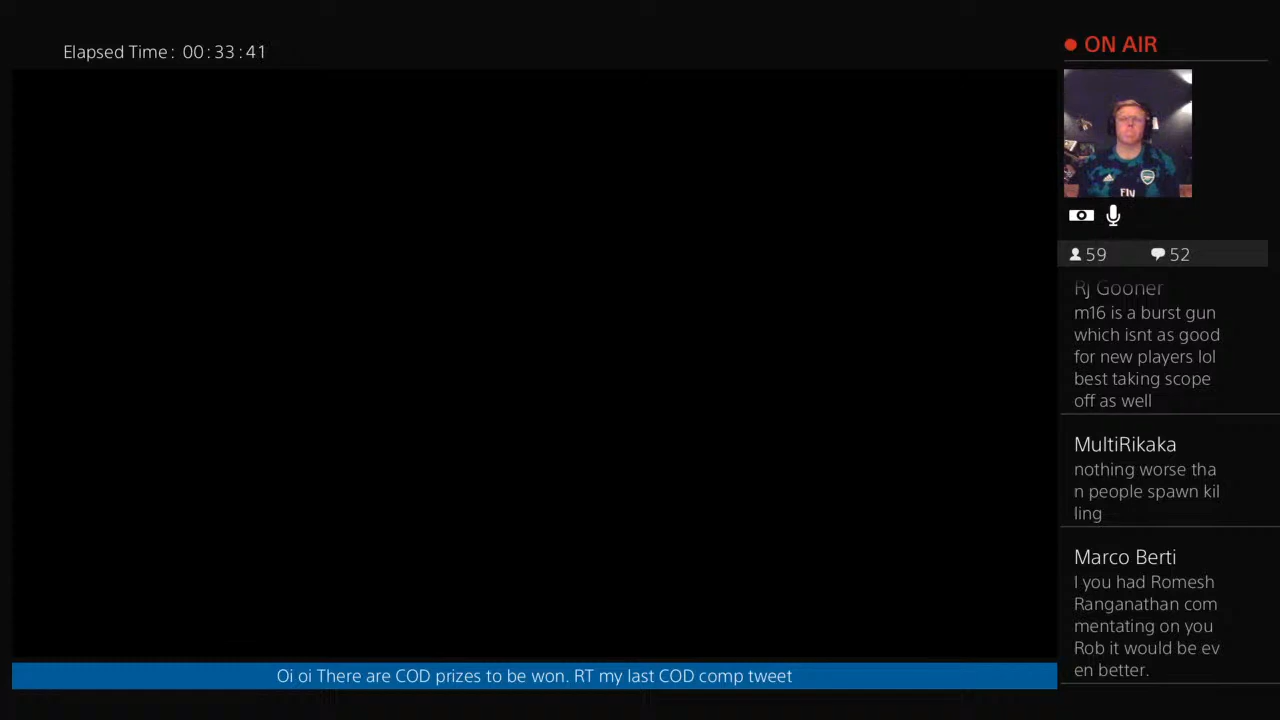 Elapsed Time: 00:33:41
ON AIR
FLY
59 52
Rj Gooner
m16 is a burst gun
which isnt as good
for new players lol
best taking scope
off as well
MultiRikaka
nothing worse tha
n people spawn kil
ling
Marco Berti
I you had Romesh
Ranganathan com
mentating on you
Rob it would be ev
en better.
Oi oi There are COD prizes to be won. RT my last COD comp tweet